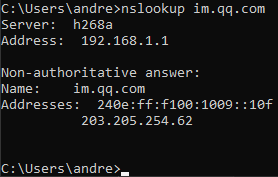 C:\Users\andre>nslookup im.qq.com
Server:  h268a
Address:  192.168.1.1
Non-authoritative answer:
Name:    im.qq.com
Addresses:  240e:ff:f100:1009::10f
203.205.254.62
C:\Users\andre>